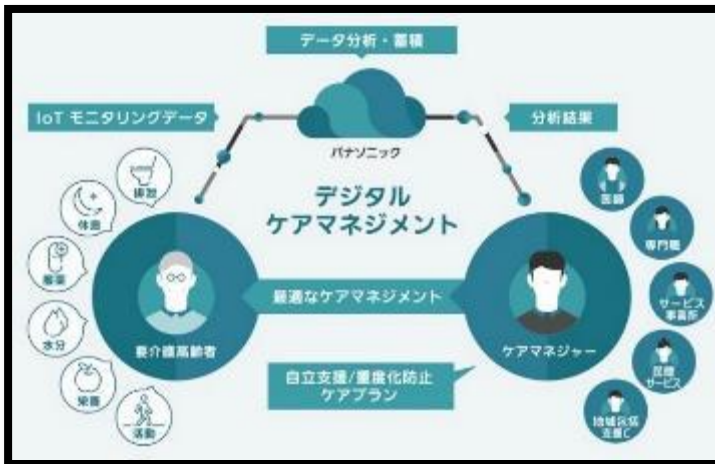 データ分析・蓄積
IoT モニタリングデータ
分析結果
パナソニック
デジタル
ケアマネジメント
排泄
休養
服薬
水分
栄養
活動
要介護高齢者
最適なケアマネジメント
ケアマネジャー
自立支援/重度化防止
ケアプラン
医師
専門職
サービス
事業所
民間
サービス
地域包括
支援C